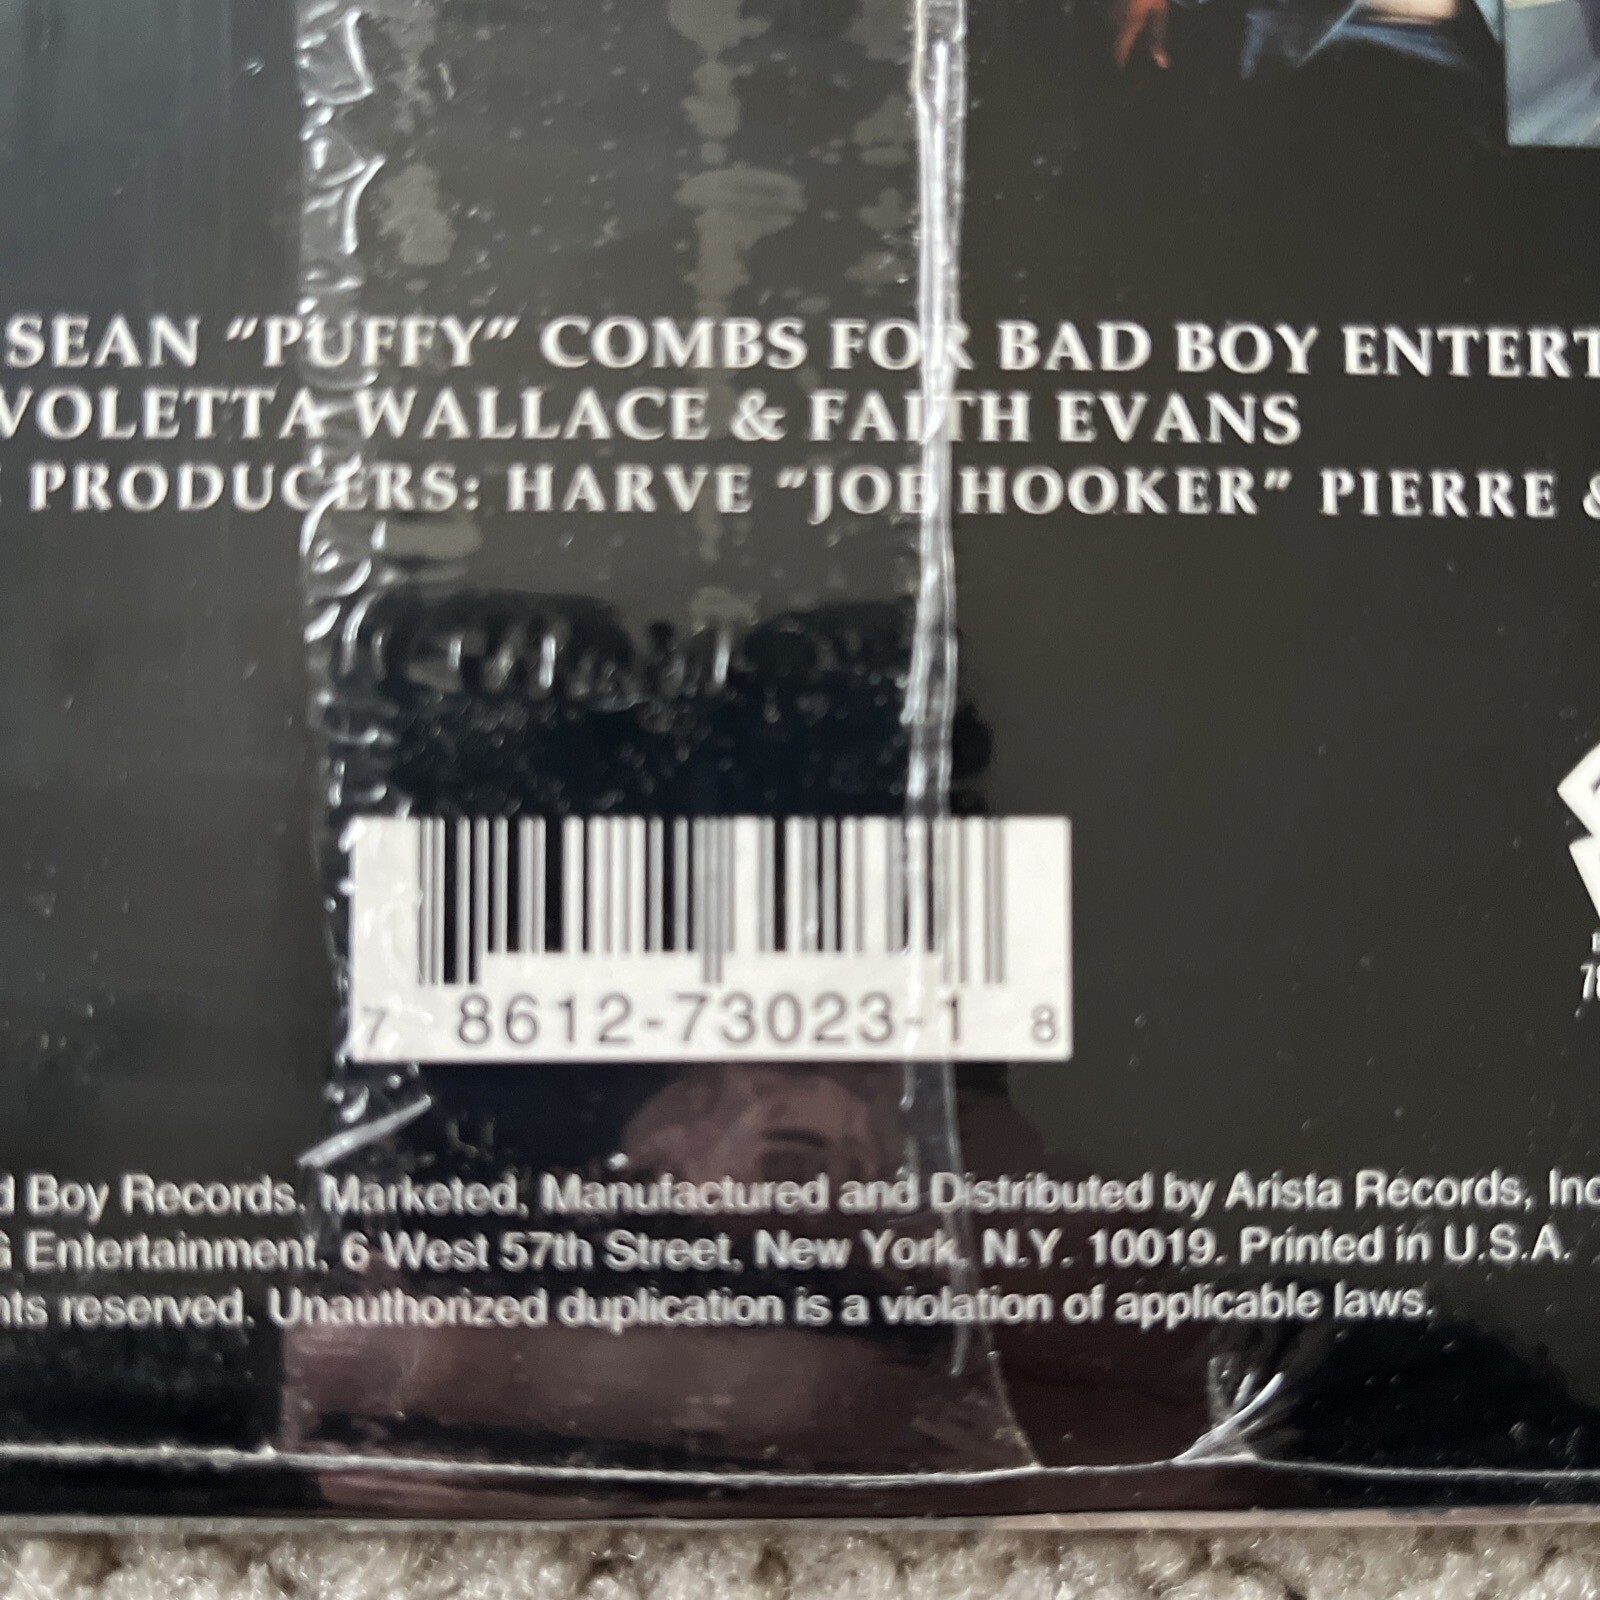 SEAN “PUFFY” COMBS FOR BAD BOY ENTERT
VOLETTA WALLACE & FAITH EVANS
PRODUCERS: HARVE “JOE HOOKER” PIERRE &
7 8612-73023-1 8
78
d Boy Records. Marketed, Manufactured and Distributed by Arista Records, Inc
G Entertainment, 6 West 57th Street, New York, N.Y. 10019. Printed in U.S.A.
nts reserved. Unauthorized duplication is a violation of applicable laws.